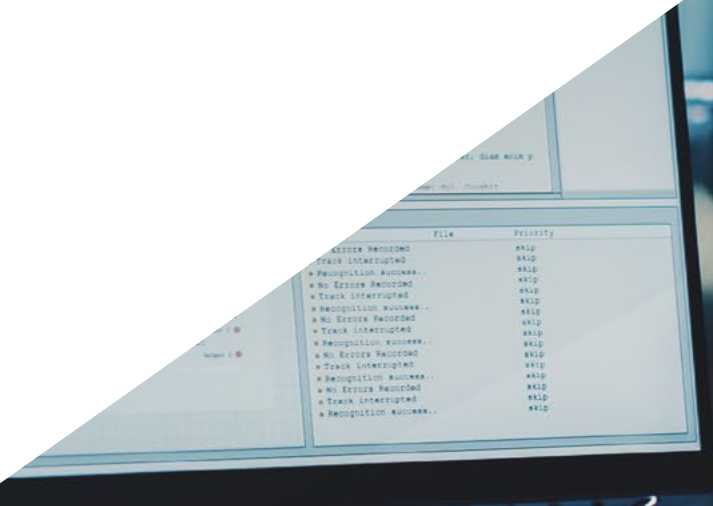 diam enim p
File Priority
Errors Recorded skip
Track interrupted skip
Recognition success.. skip
No Errors Recorded skip
Track interrupted skip
Recognition success.. skip
No Errors Recorded skip
Track interrupted skip
Recognition success.. skip
No Errors Recorded skip
Track interrupted skip
Recognition success.. skip
No Errors Recorded skip
Track interrupted skip
Recognition success.. skip